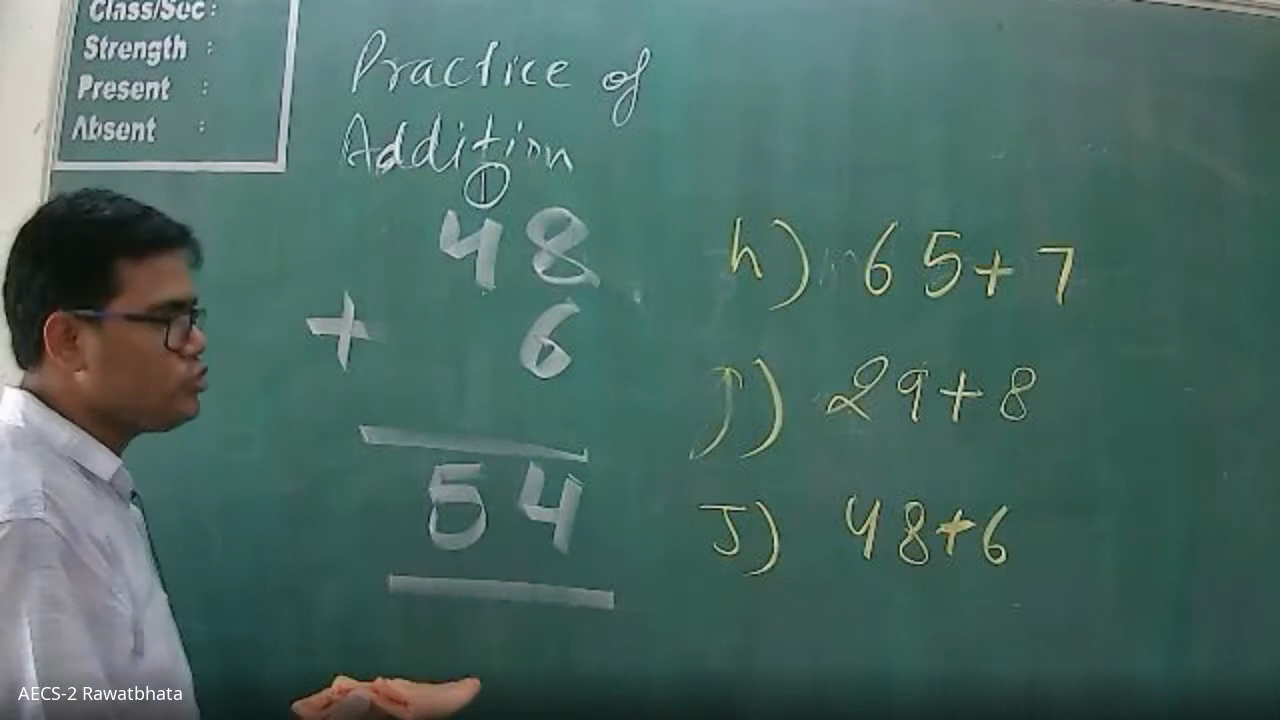 Class/Sec :
Strength :
Present :
Absent :
Practice of
Addition
1
48
+ 6
54
h) 65+7
i) 29+8
J) 48+6
AECS-2 Rawatbhata